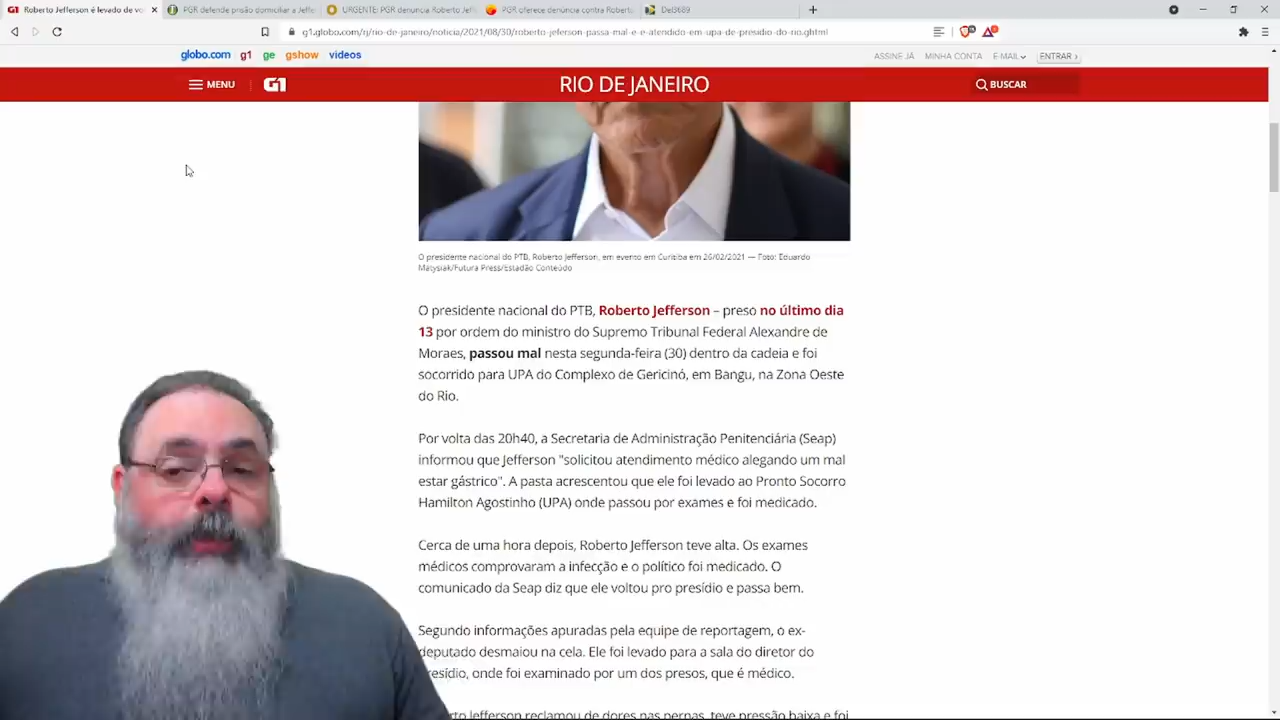 Roberto Jefferson é levado de vo
PGR defende prisão domiciliar a Jeffe
URGENTE: PGR denuncia Roberto Jeff
PGR oferece denúncia contra Roberto
Del3689
g1.globo.com/rj/rio-de-janeiro/noticia/2021/08/30/roberto-jeferson-passa-mal-e-e-atendido-em-upa-de-presidio-do-rio.ghtml
globo.com g1 ge gshow videos
ASSINE JÁ MINHA CONTA E-MAIL ENTRAR ›
MENU G1 RIO DE JANEIRO BUSCAR
O presidente nacional do PTB, Roberto Jefferson, em evento em Curitiba em 26/02/2021 — Foto: Eduardo
Matysiak/Futura Press/Estadão Conteúdo
O presidente nacional do PTB, Roberto Jefferson – preso no último dia
13 por ordem do ministro do Supremo Tribunal Federal Alexandre de
Moraes, passou mal nesta segunda-feira (30) dentro da cadeia e foi
socorrido para UPA do Complexo de Gericinó, em Bangu, na Zona Oeste
do Rio.
Por volta das 20h40, a Secretaria de Administração Penitenciária (Seap)
informou que Jefferson "solicitou atendimento médico alegando um mal
estar gástrico". A pasta acrescentou que ele foi levado ao Pronto Socorro
Hamilton Agostinho (UPA) onde passou por exames e foi medicado.
Cerca de uma hora depois, Roberto Jefferson teve alta. Os exames
médicos comprovaram a infecção e o político foi medicado. O
comunicado da Seap diz que ele voltou pro presídio e passa bem.
Segundo informações apuradas pela equipe de reportagem, o ex-
deputado desmaiou na cela. Ele foi levado para a sala do diretor do
resídio, onde foi examinado por um dos presos, que é médico.
rto Jefferson reclamou de dores nas pernas, teve pressão baixa e foi